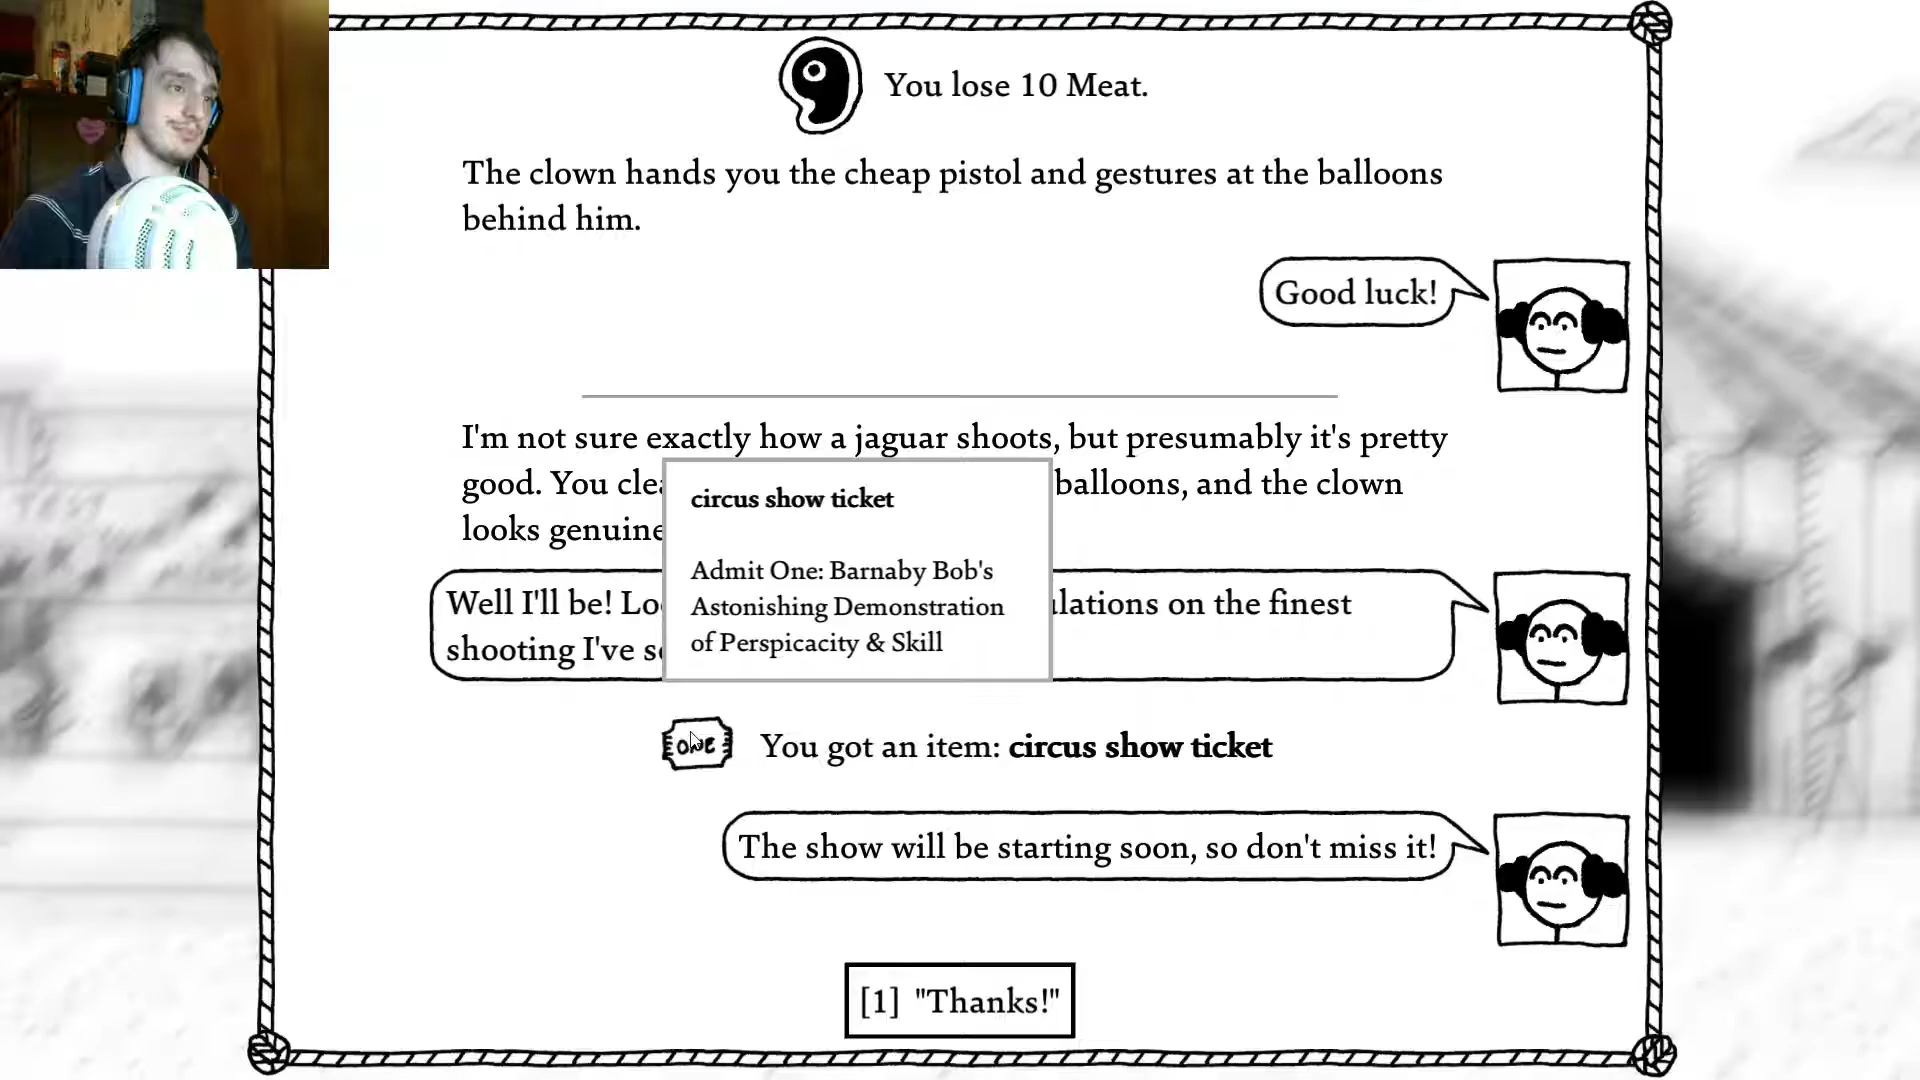 You lose 10 Meat.
The clown hands you the cheap pistol and gestures at the balloons
behind him.
Good luck!
I'm not sure exactly how a jaguar shoots, but presumably it's pretty
good. You balloons, and the clown
looks
circus show ticket
Admit One: Barnaby Bob's
Astonishing Demonstration
of Perspicacity & Skill
Well I'll be! on the finest
shooting I've
ONE
You got an item: circus show ticket
The show will be starting soon, so don't miss it!
[1] "Thanks!"